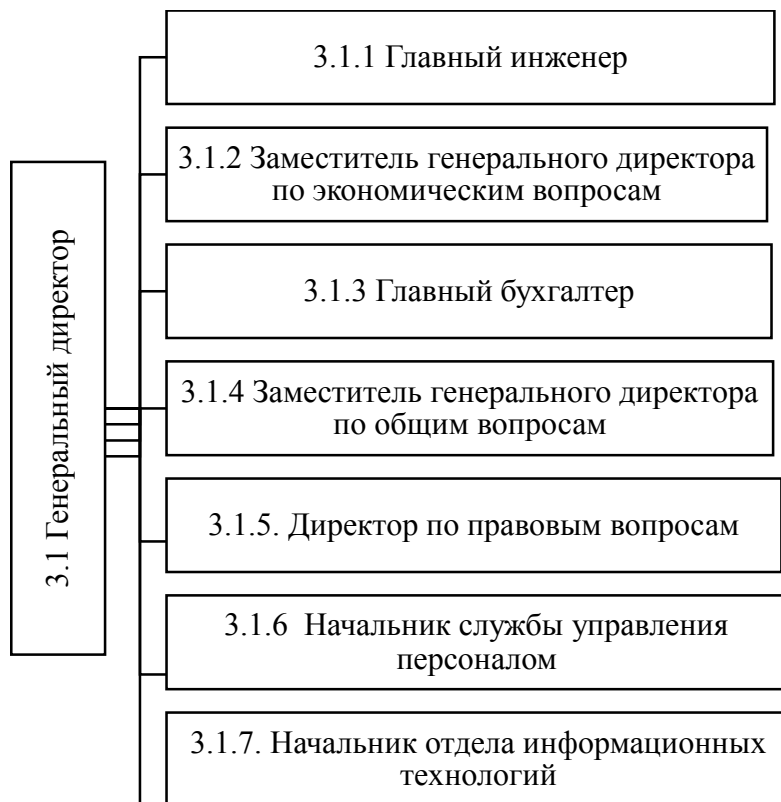 3.1 Генеральный директор
3.1.1 Главный инженер
3.1.2 Заместитель генерального директора
по экономическим вопросам
3.1.3 Главный бухгалтер
3.1.4 Заместитель генерального директора
по общим вопросам
3.1.5. Директор по правовым вопросам
3.1.6 Начальник службы управления
персоналом
3.1.7. Начальник отдела информационных
технологий